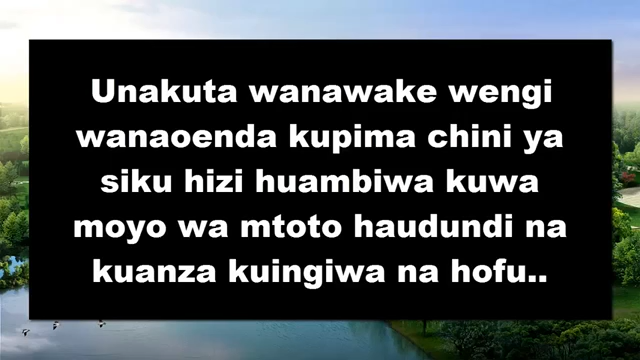 Unakuta wanawake wengi
wanaoenda kupima chini ya
siku hizi huambiwa kuwa
moyo wa mtoto haudundi na
kuanza kuingiwa na hofu..